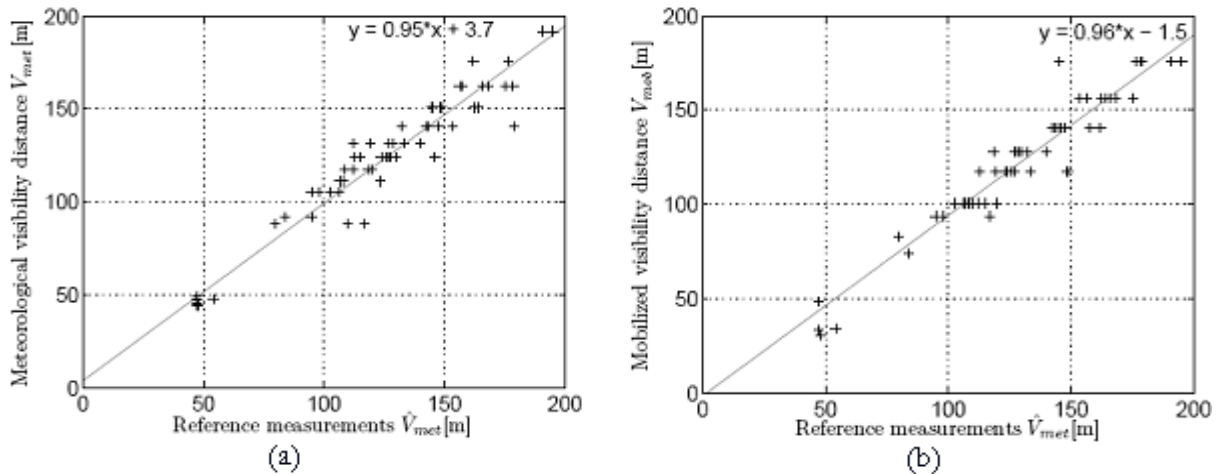 y = 0.95*x + 3.7
Meteorological visibility distance V_met [m]
200
150
100
50
0
0 50 100 150 200
Reference measurements V̂_met [m]
(a)
y = 0.96*x − 1.5
Mobilized visibility distance V_mob [m]
200
150
100
50
0
0 50 100 150 200
Reference measurements V̂_met [m]
(b)